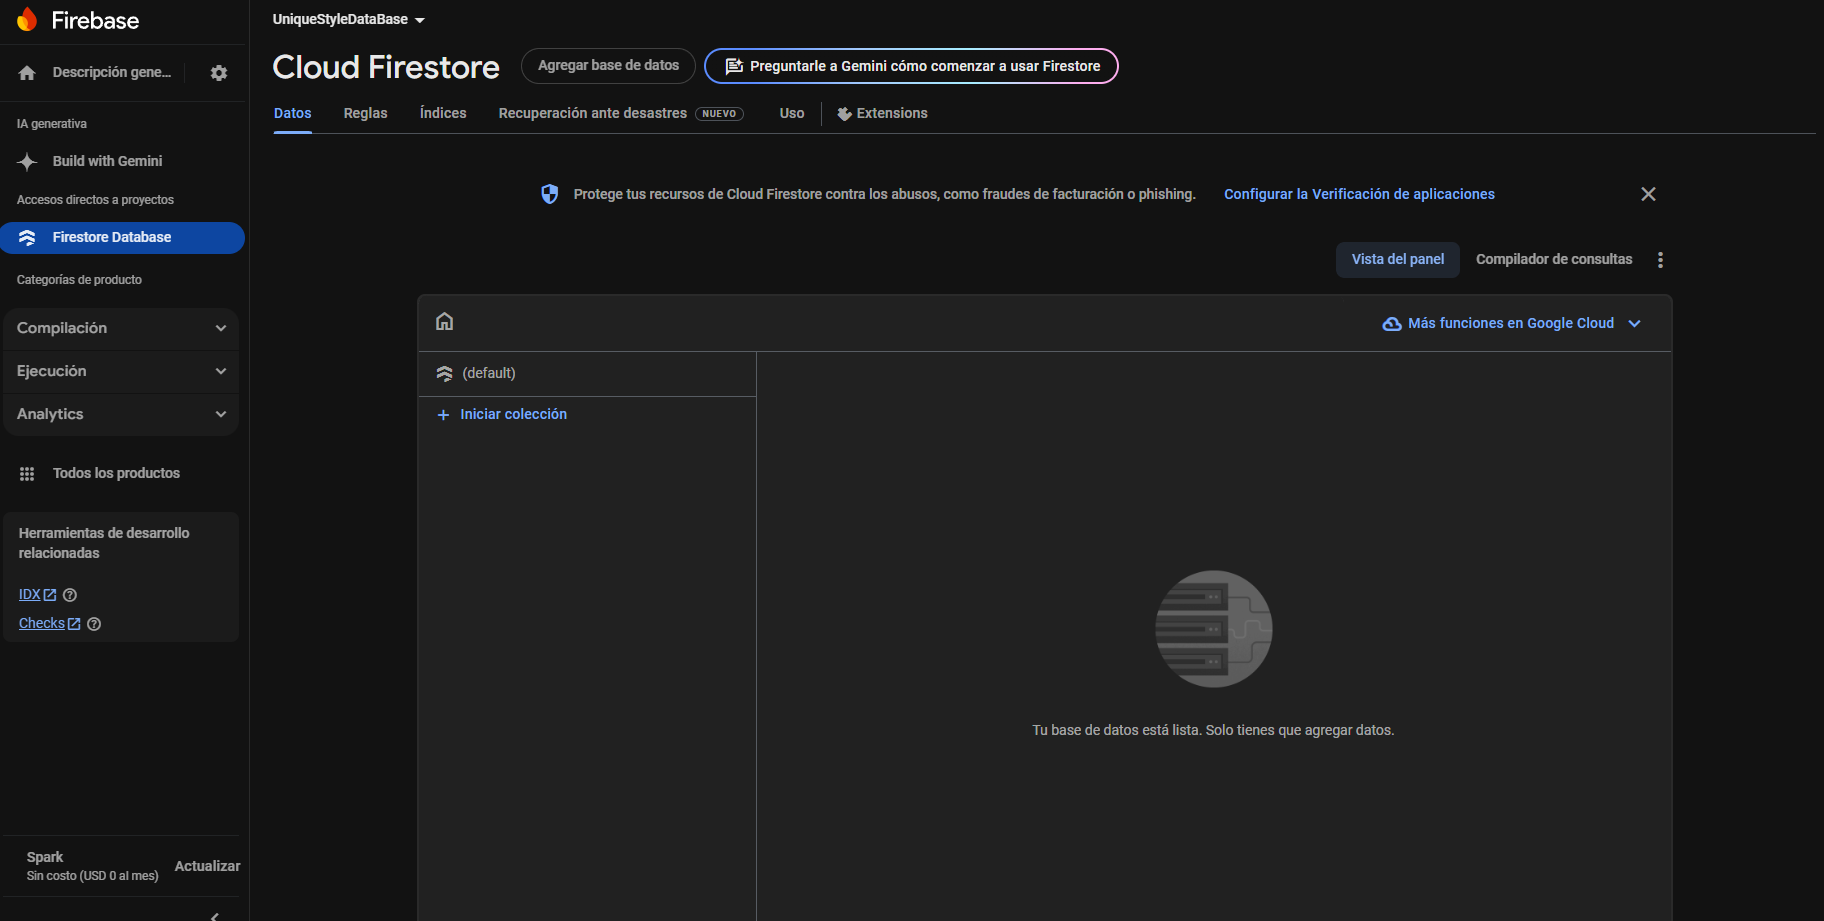 Firebase
Descripción gene...
IA generativa
Build with Gemini
Accesos directos a proyectos
Firestore Database
Categorías de producto
Compilación
Ejecución
Analytics
Todos los productos
Herramientas de desarrollo
relacionadas
IDX
Checks
Spark
Sin costo (USD 0 al mes)
Actualizar
UniqueStyleDataBase
Cloud Firestore
Agregar base de datos
Preguntarle a Gemini cómo comenzar a usar Firestore
Datos
Reglas
Índices
Recuperación ante desastres NUEVO
Uso
Extensions
Protege tus recursos de Cloud Firestore contra los abusos, como fraudes de facturación o phishing.
Configurar la Verificación de aplicaciones
Vista del panel
Compilador de consultas
Más funciones en Google Cloud
(default)
+ Iniciar colección
Tu base de datos está lista. Solo tienes que agregar datos.